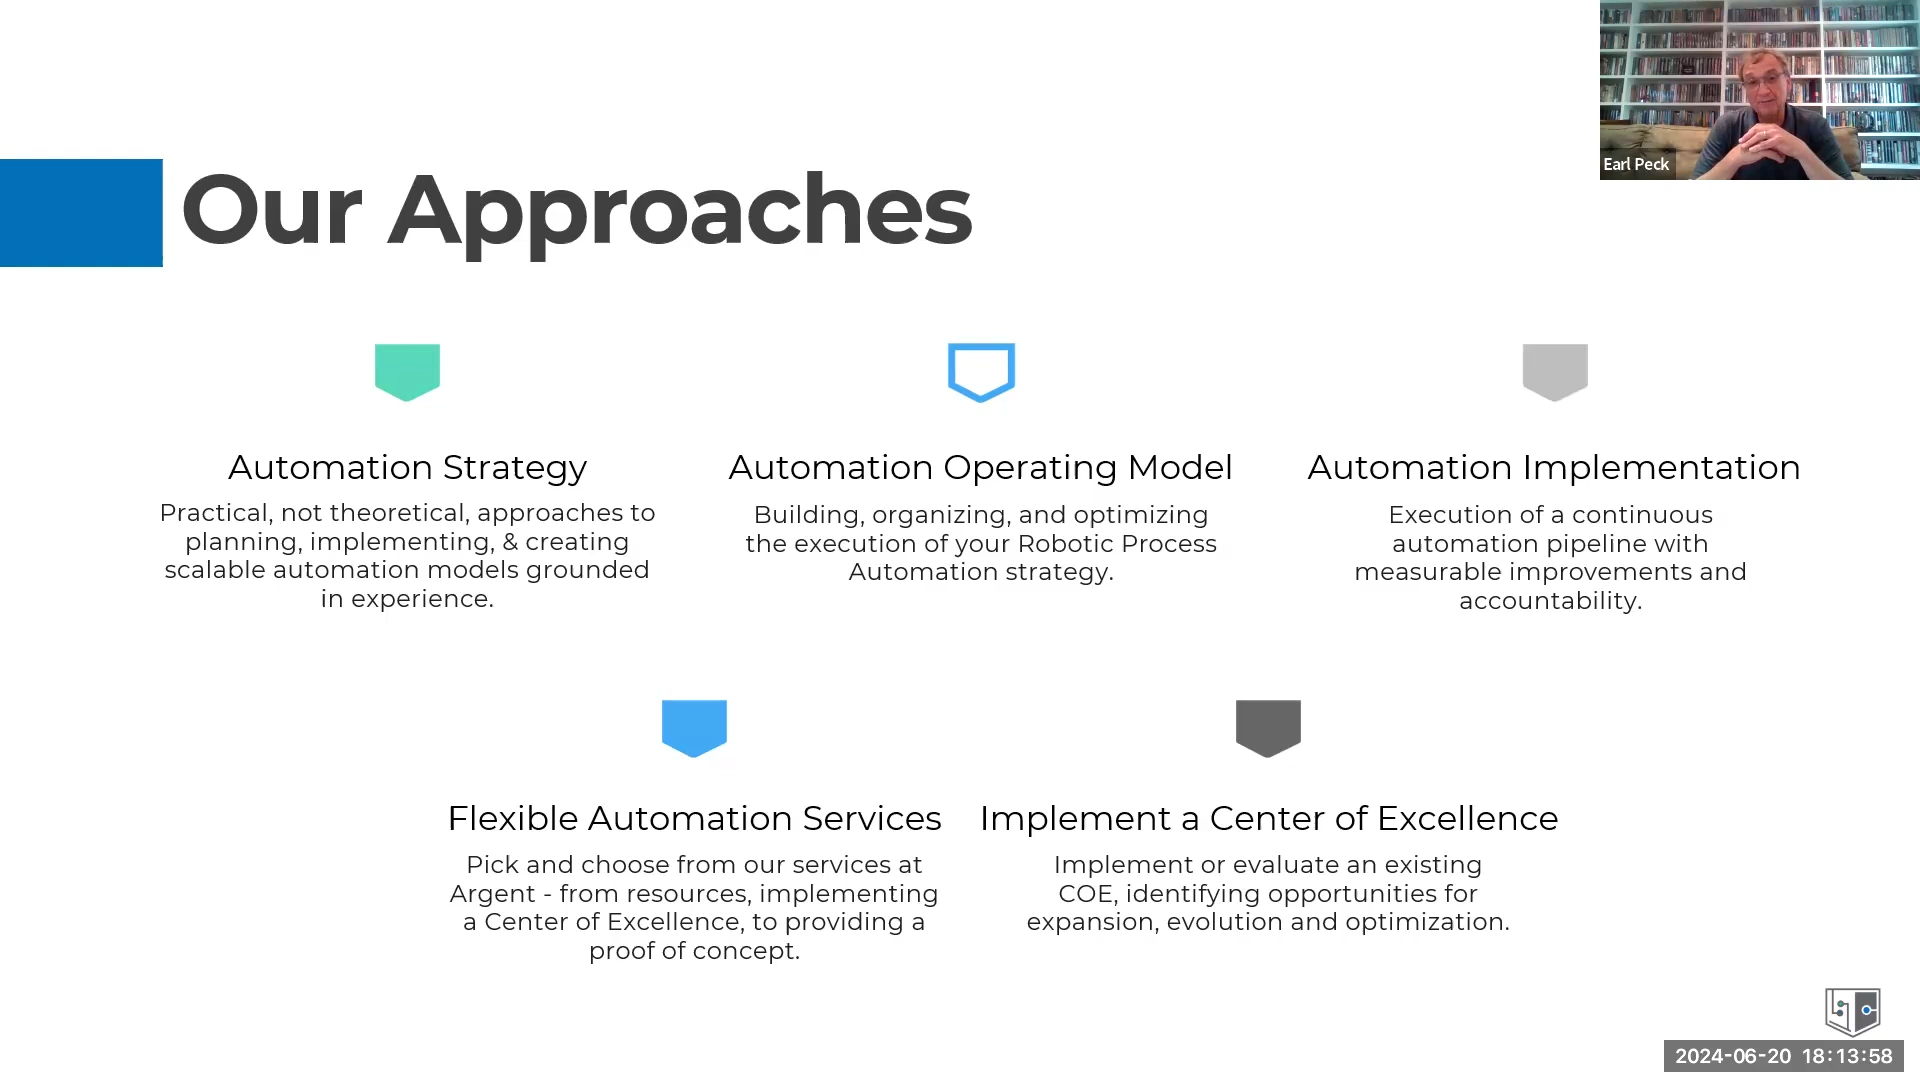 Earl Peck
Our Approaches
Automation Strategy
Practical, not theoretical, approaches to
planning, implementing, & creating
scalable automation models grounded
in experience.
Automation Operating Model
Building, organizing, and optimizing
the execution of your Robotic Process
Automation strategy.
Automation Implementation
Execution of a continuous
automation pipeline with
measurable improvements and
accountability.
Flexible Automation Services
Pick and choose from our services at
Argent - from resources, implementing
a Center of Excellence, to providing a
proof of concept.
Implement a Center of Excellence
Implement or evaluate an existing
COE, identifying opportunities for
expansion, evolution and optimization.
2024-06-20 18:13:58